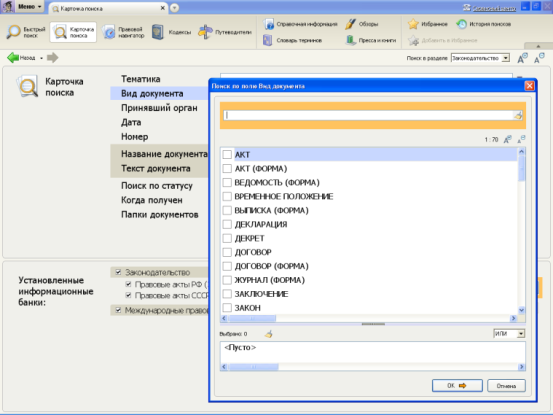 Меню
Карточка поиска
Сервисный центр
Быстрый поиск
Карточка поиска
Правовой навигатор
Кодексы
Путеводители
Справочная информация
Словарь терминов
Обзоры
Пресса и книги
Избранное
История поисков
Добавить в Избранное
Назад
Поиск в разделе
Законодательство
Карточка поиска
Тематика
Вид документа
Принявший орган
Дата
Номер
Название документа
Текст документа
Поиск по статусу
Когда получен
Папки документов
Установленные информационные банки:
Законодательство
Правовые акты РФ (
Правовые акты СССР
Международные право
Поиск по полю Вид документа
1: 70
АКТ
АКТ (ФОРМА)
ВЕДОМОСТЬ (ФОРМА)
ВРЕМЕННОЕ ПОЛОЖЕНИЕ
ВЫПИСКА (ФОРМА)
ДЕКЛАРАЦИЯ
ДЕКРЕТ
ДОГОВОР
ДОГОВОР (ФОРМА)
ЖУРНАЛ (ФОРМА)
ЗАКЛЮЧЕНИЕ
ЗАКОН
Выбрано: 0
ИЛИ
<Пусто>
ОК
Отмена